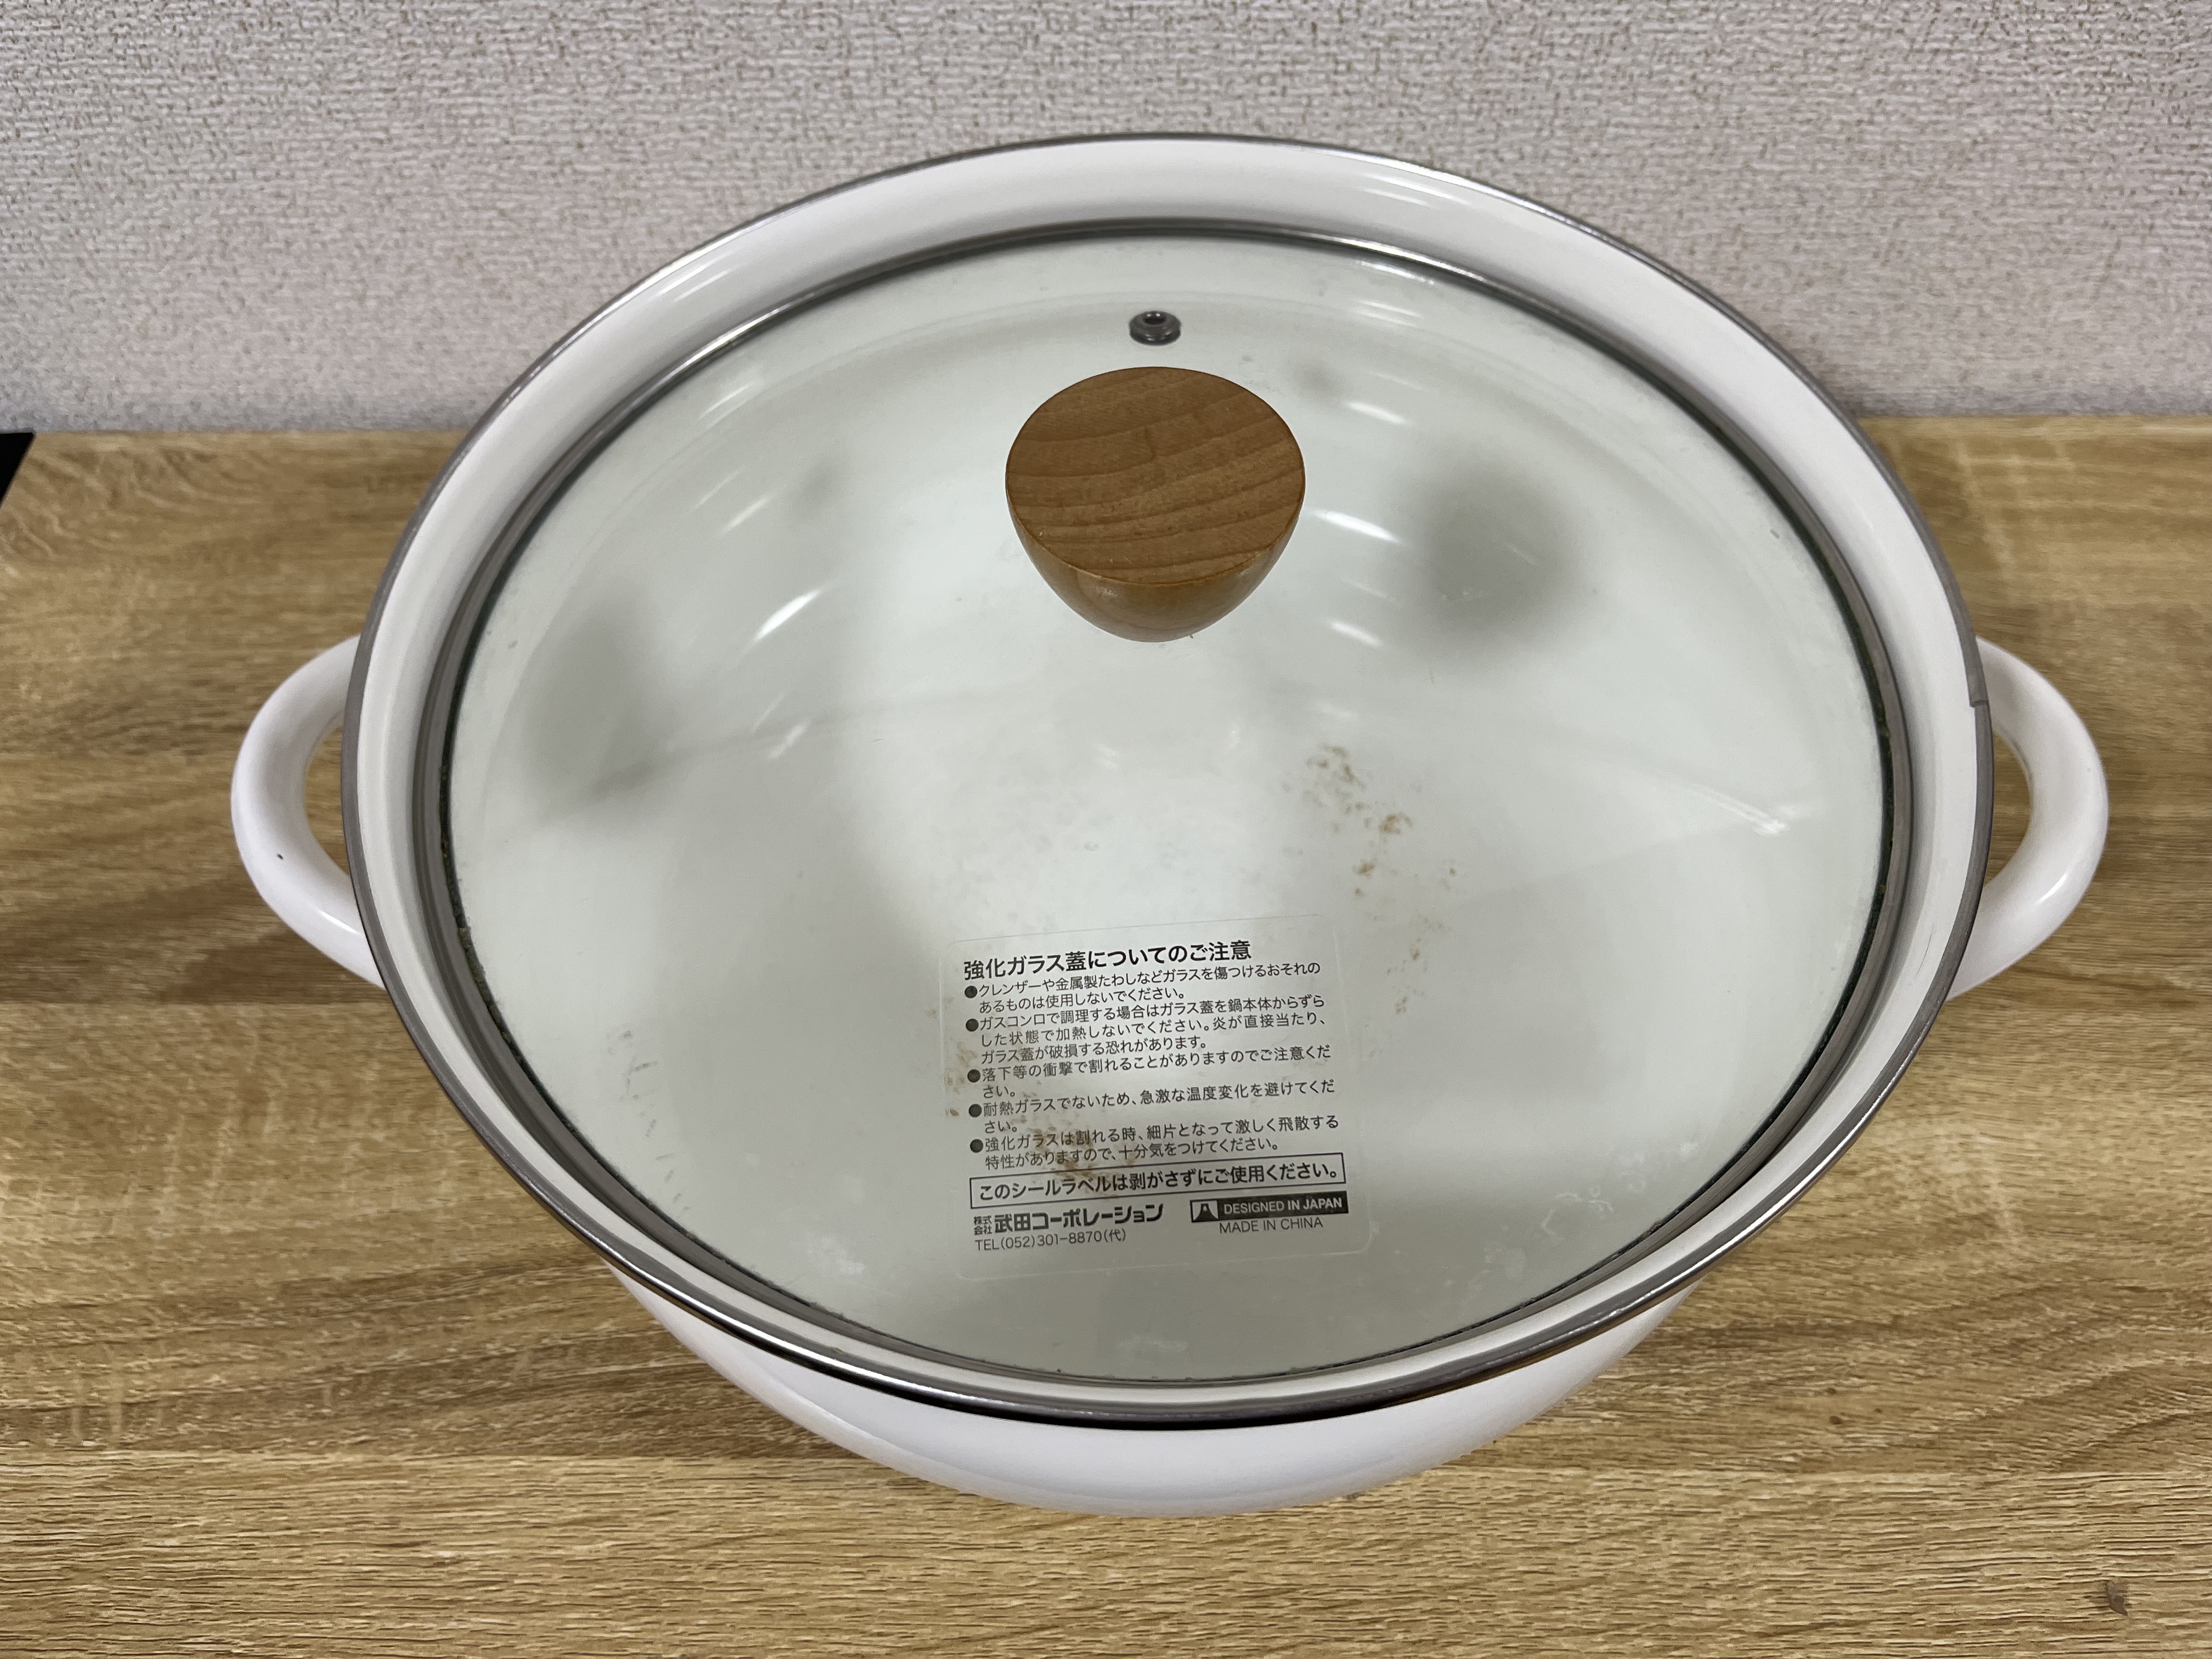 強化ガラス蓋についてのご注意
●クレンザーや金属製たわしなどガラスを傷つけるおそれの
あるものは使用しないでください。
●ガスコンロで調理する場合はガラス蓋を鍋本体からずら
した状態で加熱しないでください。炎が直接当たり、
ガラス蓋が破損する恐れがあります。
●落下等の衝撃で割れることがありますのでご注意くだ
さい。
●耐熱ガラスでないため、急激な温度変化を避けてくだ
さい。
●強化ガラスは割れる時、細片となって激しく飛散する
特性がありますので、十分気をつけてください。
このシールラベルは剥がさずにご使用ください。
株式会社 武田コーポレーション
TEL(052)301-8870(代)
DESIGNED IN JAPAN
MADE IN CHINA